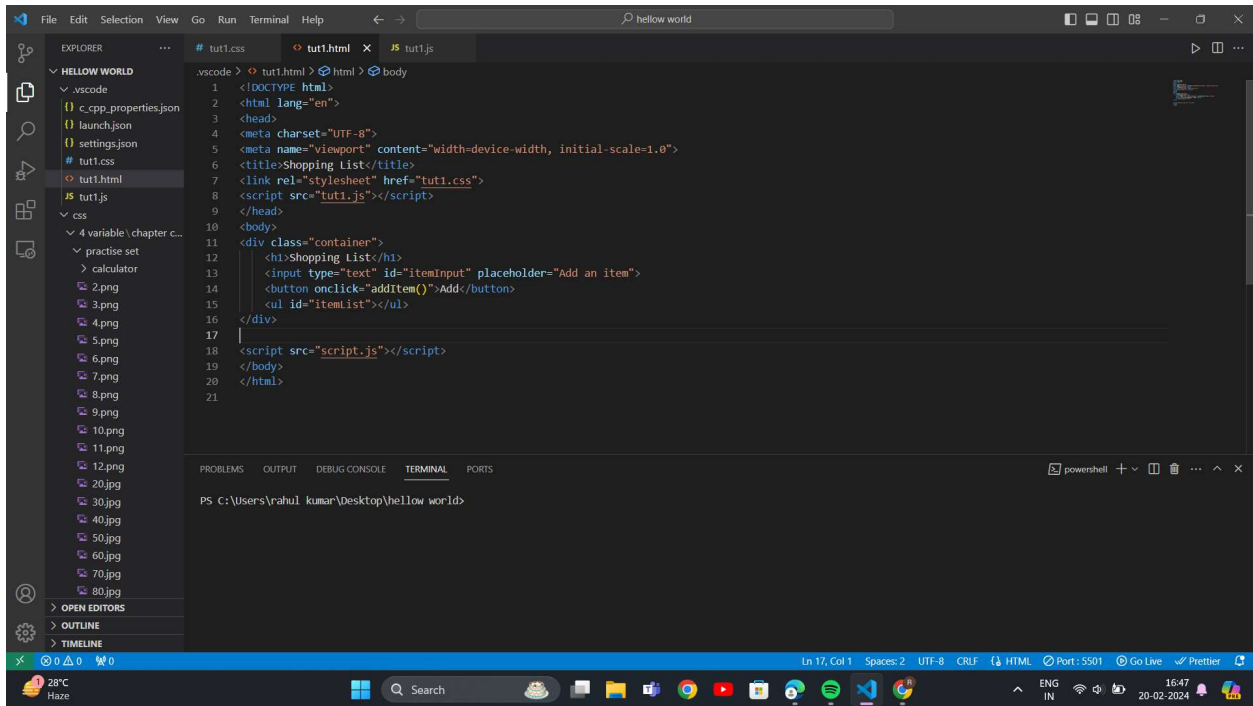 File Edit Selection View Go Run Terminal Help hellow world
EXPLORER
# tut1.css tut1.html JS tut1.js
HELLOW WORLD
.vscode
{} c_cpp_properties.json
{} launch.json
{} settings.json
# tut1.css
<> tut1.html
JS tut1.js
css
4 variable \ chapter c...
practise set
calculator
2.png
3.png
4.png
5.png
6.png
7.png
8.png
9.png
10.png
11.png
12.png
20.jpg
30.jpg
40.jpg
50.jpg
60.jpg
70.jpg
80.jpg
OPEN EDITORS
OUTLINE
TIMELINE
.vscode > <> tut1.html > html > body
1 <!DOCTYPE html>
2 <html lang="en">
3 <head>
4 <meta charset="UTF-8">
5 <meta name="viewport" content="width=device-width, initial-scale=1.0">
6 <title>Shopping List</title>
7 <link rel="stylesheet" href="tut1.css">
8 <script src="tut1.js"></script>
9 </head>
10 <body>
11 <div class="container">
12 <h1>Shopping List</h1>
13 <input type="text" id="itemInput" placeholder="Add an item">
14 <button onclick="addItem()">Add</button>
15 <ul id="itemList"></ul>
16 </div>
17
18 <script src="script.js"></script>
19 </body>
20 </html>
21
PROBLEMS OUTPUT DEBUG CONSOLE TERMINAL PORTS powershell
PS C:\Users\rahul kumar\Desktop\hellow world>
0 0 0 Ln 17, Col 1 Spaces: 2 UTF-8 CRLF {} HTML Port : 5501 Go Live Prettier
1 28°C Search ENG 16:47
Haze IN 20-02-2024 PRE